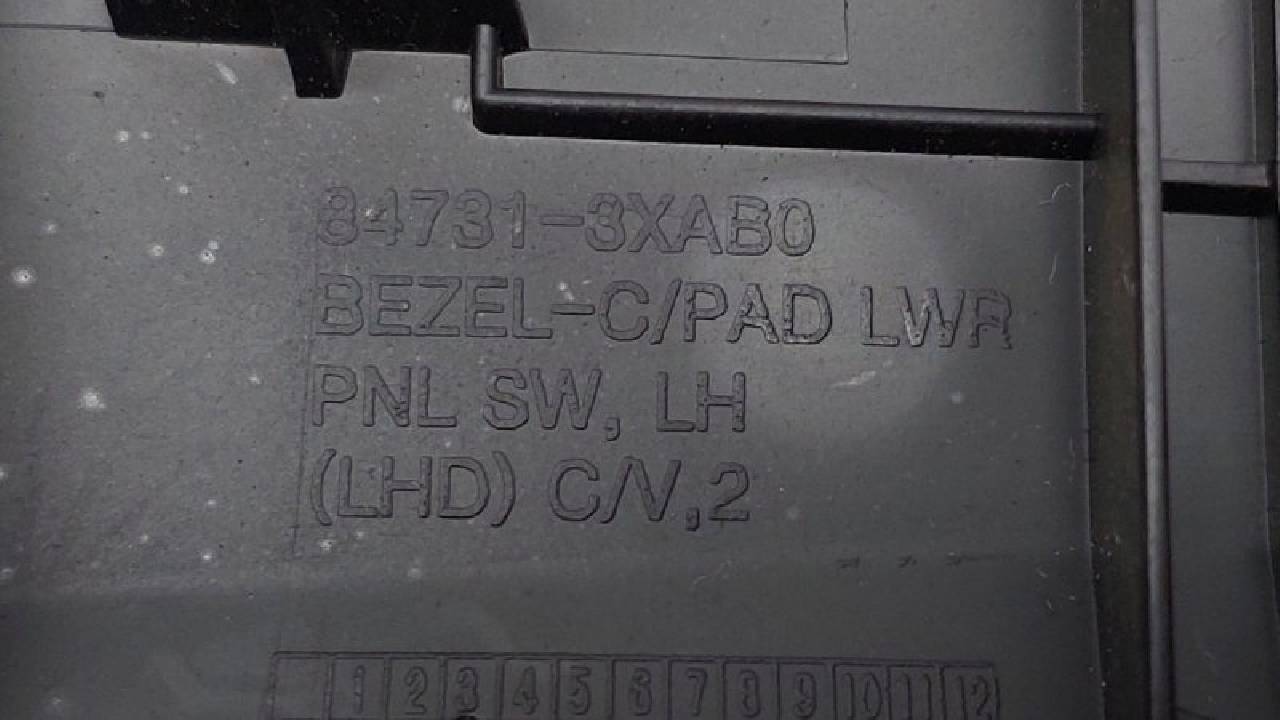 84731-3XAB0
BEZEL-C/PAD LWR
PNL SW, LH
(LHD) C/V,2
1 2 3 4 5 6 7 8 9 10 11 12